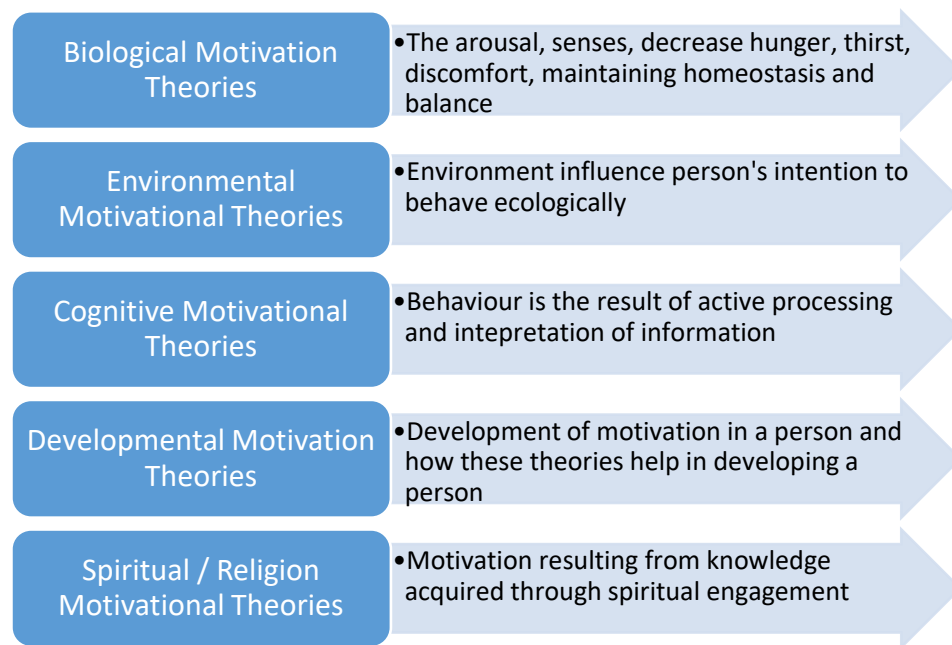 Biological Motivation
Theories
•The arousal, senses, decrease hunger, thirst,
discomfort, maintaining homeostasis and
balance
Environmental
Motivational Theories
•Environment influence person's intention to
behave ecologically
Cognitive Motivational
Theories
•Behaviour is the result of active processing
and intepretation of information
Developmental Motivation
Theories
•Development of motivation in a person and
how these theories help in developing a
person
Spiritual / Religion
Motivational Theories
•Motivation resulting from knowledge
acquired through spiritual engagement